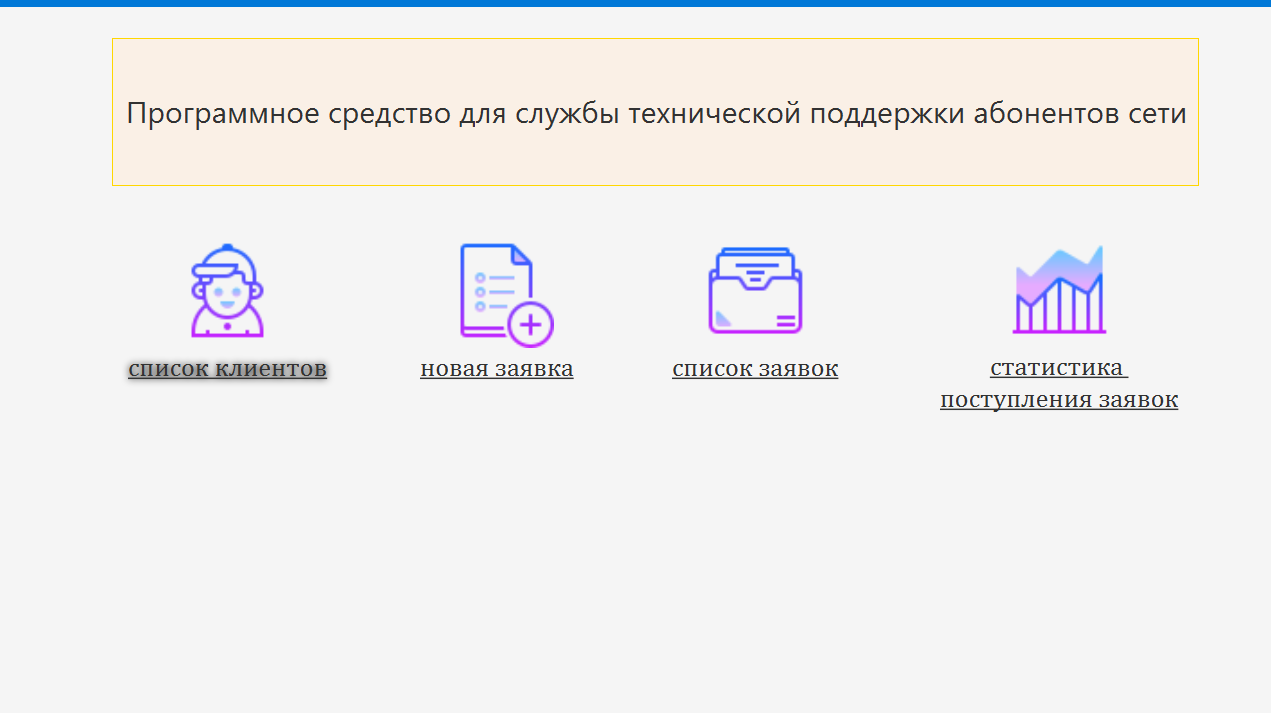 Программное средство для службы технической поддержки абонентов сети
список клиентов
новая заявка
список заявок
статистика
поступления заявок